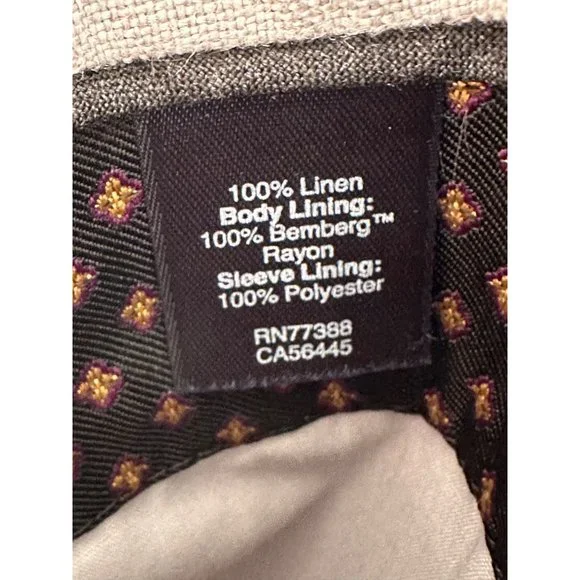 100% Linen
Body Lining:
100% Bemberg™
Rayon
Sleeve Lining:
100% Polyester
RN77388
CA56445